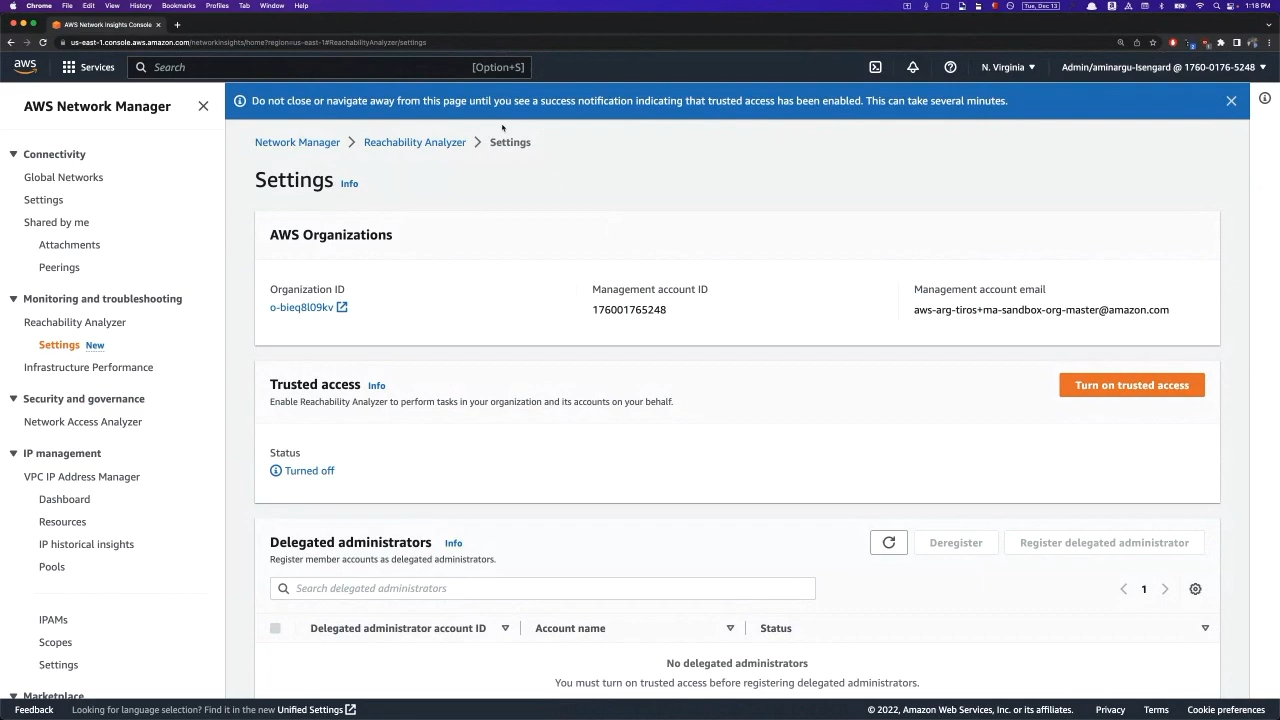 Chrome File Edit View History Bookmarks Profiles Tab Window Help
Tue, Dec 13 1:18 PM
AWS Network Insights Console
us-east-1.console.aws.amazon.com/networkinsights/home?region=us-east-1#ReachabilityAnalyzer/settings
aws Services Search [Option+S] N. Virginia Admin/aminargu-Isengard @ 1760-0176-5248
AWS Network Manager
Connectivity
Global Networks
Settings
Shared by me
Attachments
Peerings
Monitoring and troubleshooting
Reachability Analyzer
Settings New
Infrastructure Performance
Security and governance
Network Access Analyzer
IP management
VPC IP Address Manager
Dashboard
Resources
IP historical insights
Pools
IPAMs
Scopes
Settings
Marketplace
Do not close or navigate away from this page until you see a success notification indicating that trusted access has been enabled. This can take several minutes.
Network Manager > Reachability Analyzer > Settings
Settings Info
AWS Organizations
Organization ID
o-bieq8l09kv
Management account ID
176001765248
Management account email
aws-arg-tiros+ma-sandbox-org-master@amazon.com
Trusted access Info
Enable Reachability Analyzer to perform tasks in your organization and its accounts on your behalf.
Turn on trusted access
Status
Turned off
Delegated administrators Info
Register member accounts as delegated administrators.
Deregister
Register delegated administrator
Search delegated administrators
1
Delegated administrator account ID Account name Status
No delegated administrators
You must turn on trusted access before registering delegated administrators.
Feedback Looking for language selection? Find it in the new Unified Settings © 2022, Amazon Web Services, Inc. or its affiliates. Privacy Terms Cookie preferences